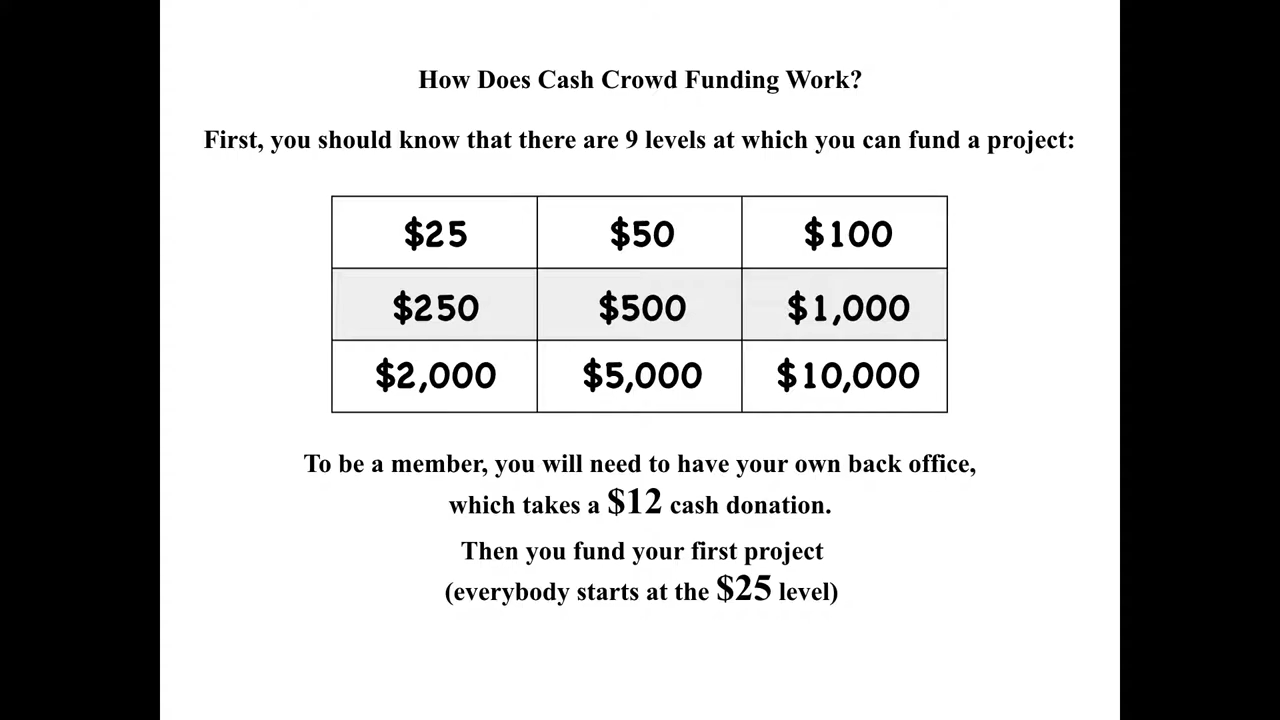 How Does Cash Crowd Funding Work?
First, you should know that there are 9 levels at which you can fund a project:
$25 $50 $100
$250 $500 $1,000
$2,000 $5,000 $10,000
To be a member, you will need to have your own back office,
which takes a $12 cash donation.
Then you fund your first project
(everybody starts at the $25 level)